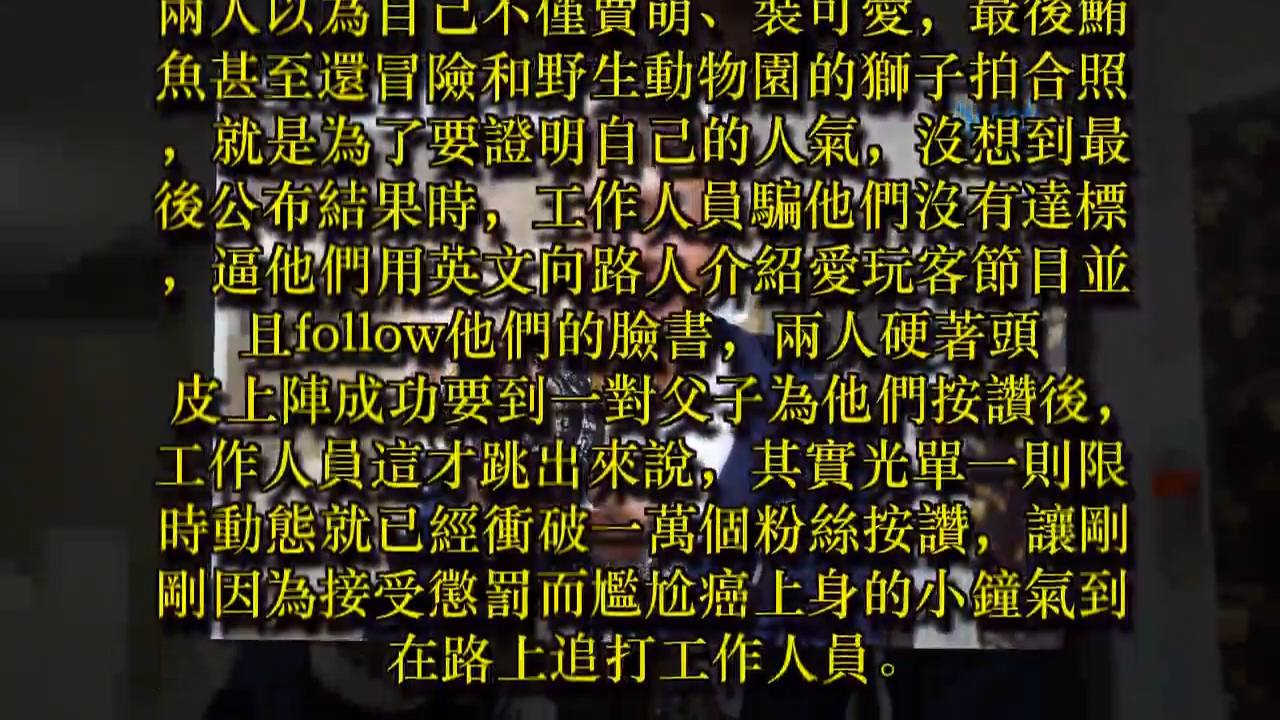 兩人以為自己不僅賣萌、裝可愛，最後鮪
魚甚至還冒險和野生動物園的獅子拍合照
，就是為了要證明自己的人氣，沒想到最
後公布結果時，工作人員騙他們沒有達標
，逼他們用英文向路人介紹愛玩客節目並
且follow他們的臉書，兩人硬著頭
皮上陣成功要到一對父子為他們按讚後，
工作人員這才跳出來說，其實光單一則限
時動態就已經衝破一萬個粉絲按讚，讓剛
剛因為接受懲罰而尷尬癌上身的小鐘氣到
在路上追打工作人員。